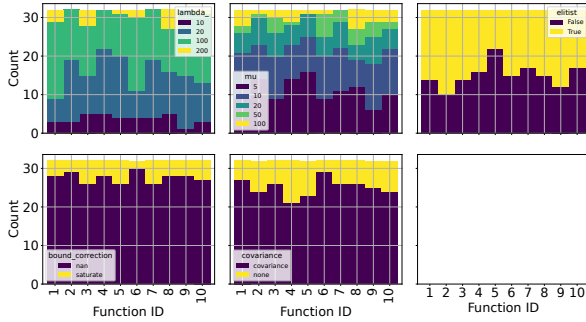 30
20
10
0
Count
lambda_
10
20
100
200
mu
5
10
20
50
100
elitist
False
True
1 2 3 4 5 6 7 8 9 10
Function ID
30
20
10
0
Count
bound_correction
nan
saturate
1 2 3 4 5 6 7 8 9 10
Function ID
covariance
covariance
none
1 2 3 4 5 6 7 8 9 10
Function ID